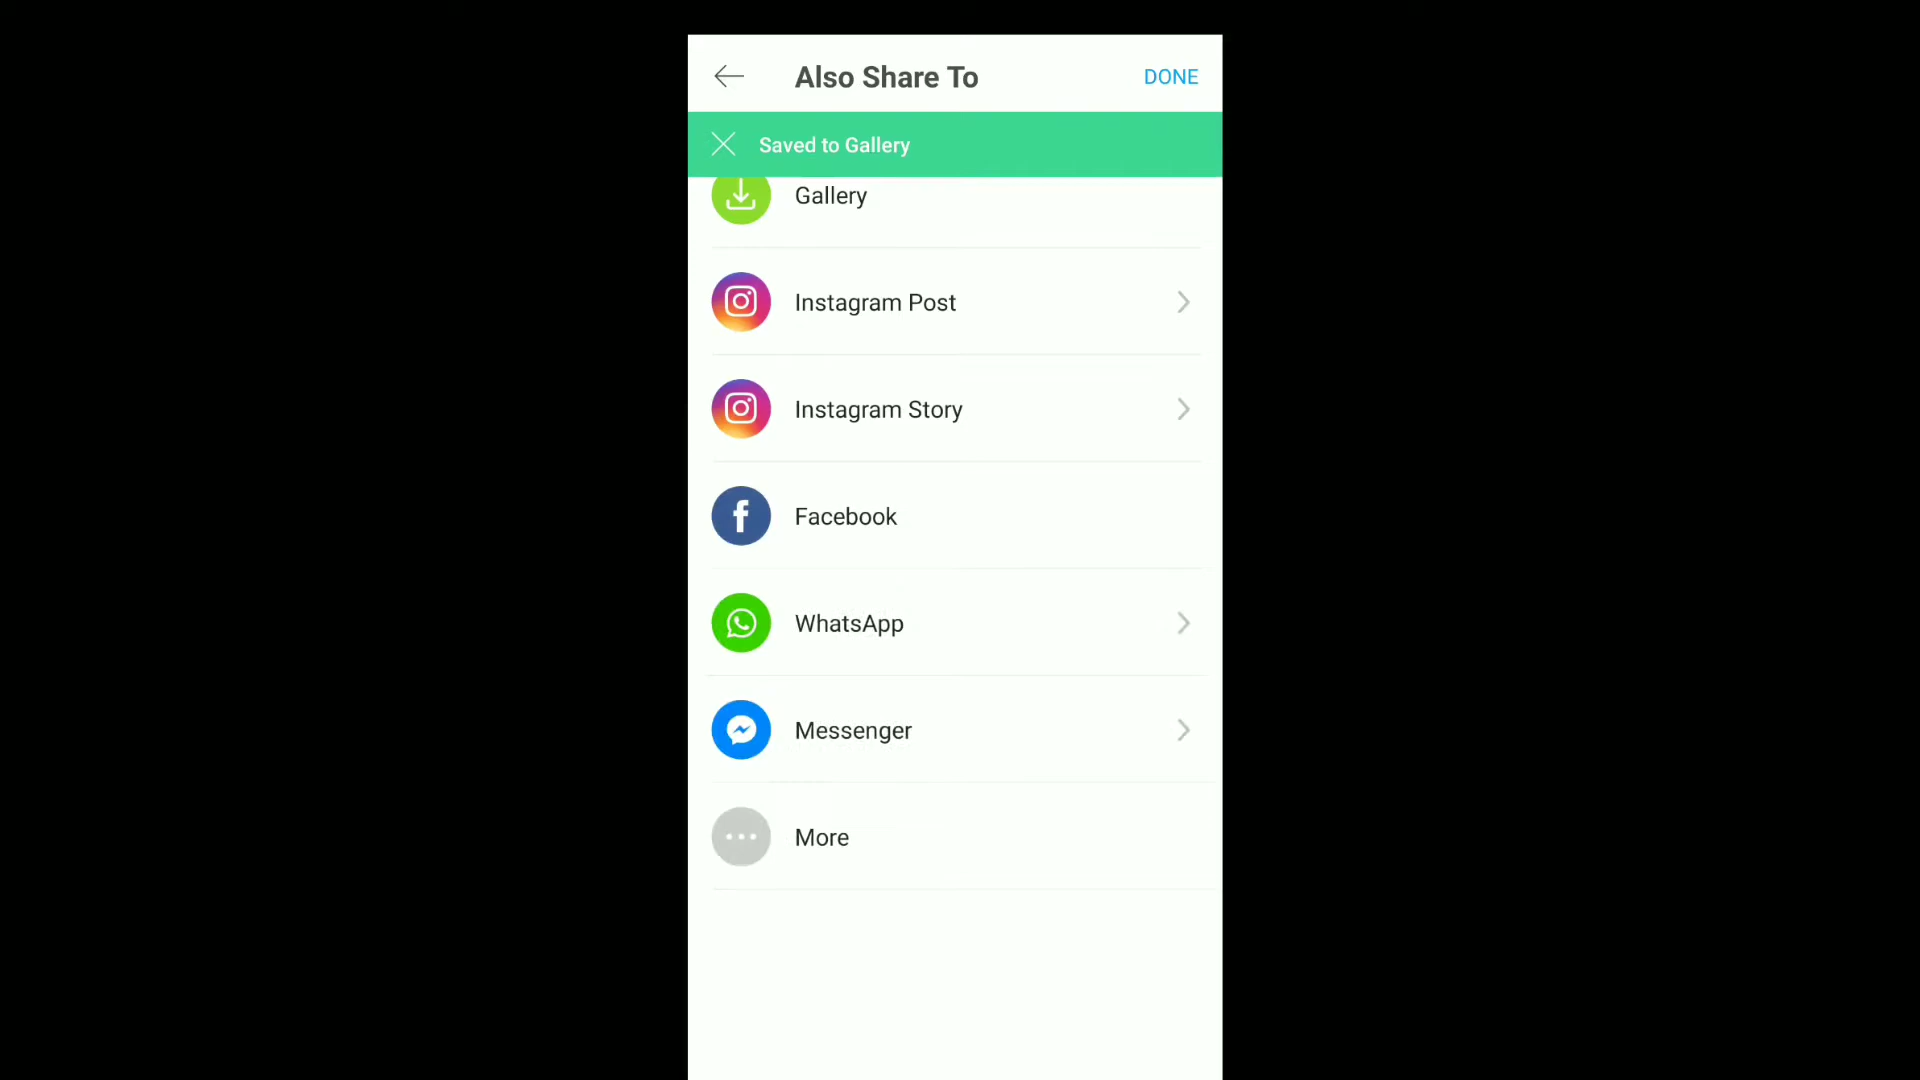 Also Share To
DONE
Saved to Gallery
Gallery
Instagram Post
Instagram Story
Facebook
WhatsApp
Messenger
More